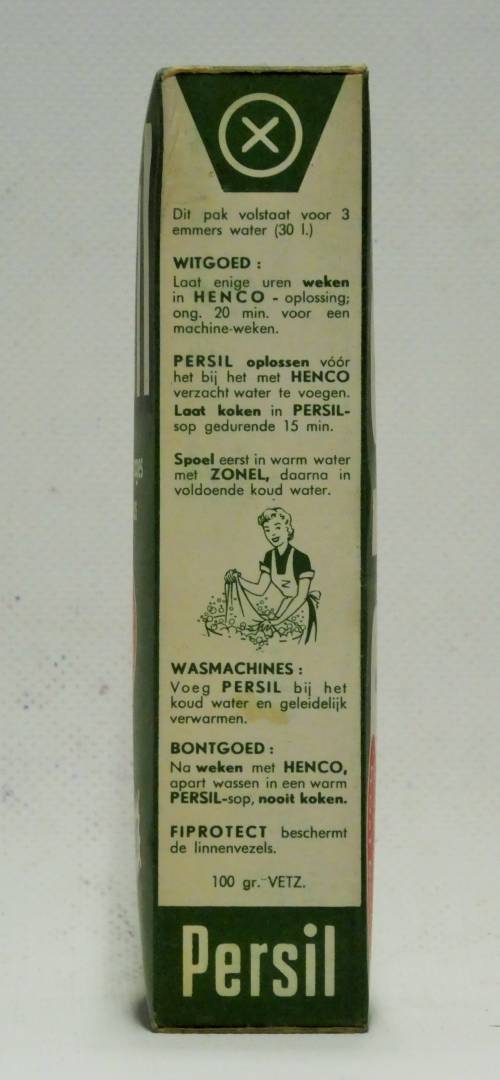 Dit pak volstaat voor 3
emmers water (30 l.)
WITGOED :
Laat enige uren weken
in HENCO - oplossing;
ong. 20 min. voor een
machine-weken.
PERSIL oplossen vóór
het bij het met HENCO
verzacht water te voegen.
Laat koken in PERSIL-
sop gedurende 15 min.
Spoel eerst in warm water
met ZONEL, daarna in
voldoende koud water.
WASMACHINES :
Voeg PERSIL bij het
koud water en geleidelijk
verwarmen.
BONTGOED :
Na weken met HENCO,
apart wassen in een warm
PERSIL-sop, nooit koken.
FIPROTECT beschermt
de linnenvezels.
100 gr. VETZ.
Persil